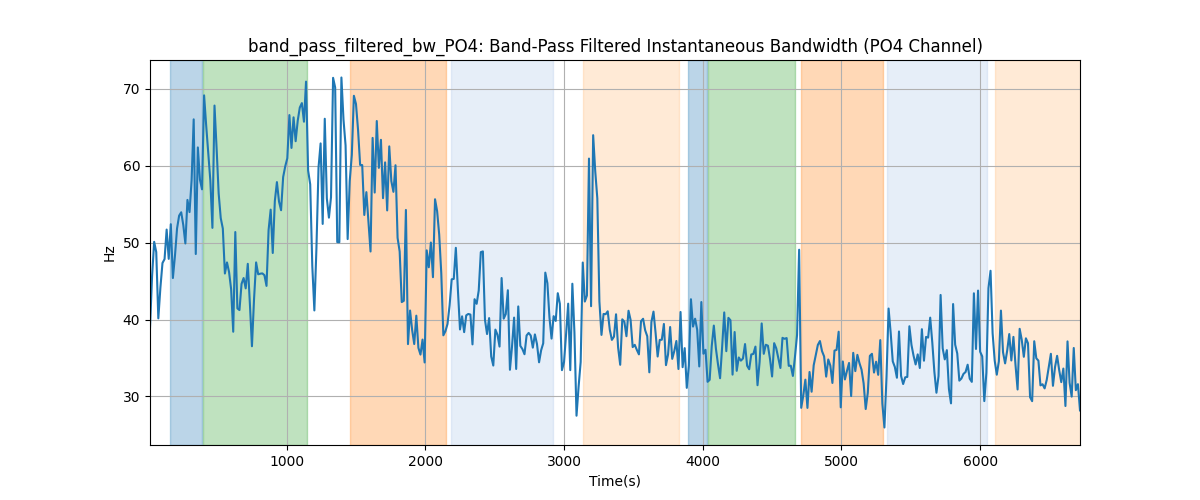 band_pass_filtered_bw_PO4: Band-Pass Filtered Instantaneous Bandwidth (PO4 Channel)
70
60
50
40
30
Hz
1000 2000 3000 4000 5000 6000
Time(s)